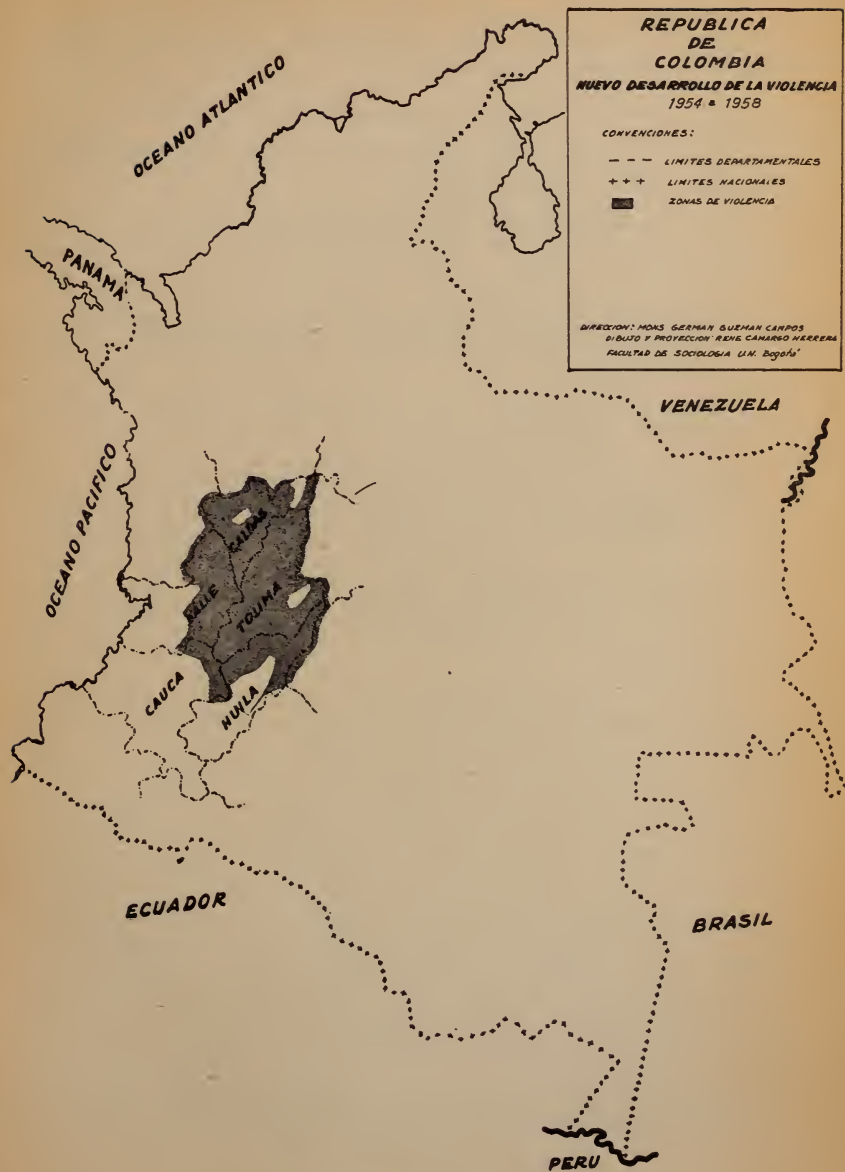 REPUBLICA
DE
COLOMBIA
NUEVO DESARROLLO DE LA VIOLENCIA
1954 a 1958
CONVENCIONES:
LIMITES DEPARTAMENTALES
LIMITES NACIONALES
ZONAS DE VIOLENCIA
DIRECCION: MONS GERMAN GUZMAN CAMPOS
DIBUJO Y PROYECCION: RENE CAMARGO HERRERA
FACULTAD DE SOCIOLOGIA U.N. Bogotá
OCEANO ATLANTICO
PANAMA
VENEZUELA
OCEANO PACIFICO
CALDAS
VALLE
TOLIMA
CAUCA
HUILA
ECUADOR
BRASIL
PERU